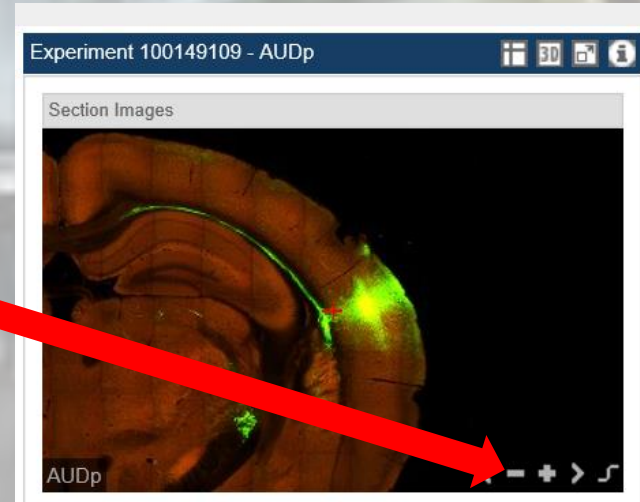 Experiment 100149109 - AUDp
3D
i
Section Images
AUDp